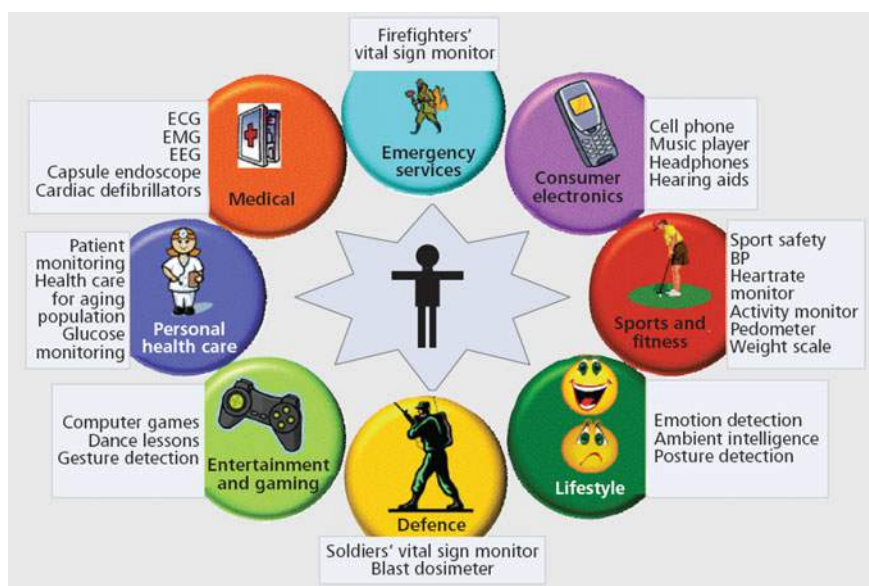 Firefighters'
vital sign monitor
Emergency
services
ECG
EMG
EEG
Capsule endoscope
Cardiac defibrillators
Medical
Cell phone
Music player
Headphones
Hearing aids
Consumer
electronics
Patient
monitoring
Health care
for aging
population
Glucose
monitoring
Personal
health care
Sport safety
BP
Heartrate
monitor
Activity monitor
Pedometer
Weight scale
Sports and
fitness
Computer games
Dance lessons
Gesture detection
Entertainment
and gaming
Emotion detection
Ambient intelligence
Posture detection
Lifestyle
Defence
Soldiers' vital sign monitor
Blast dosimeter